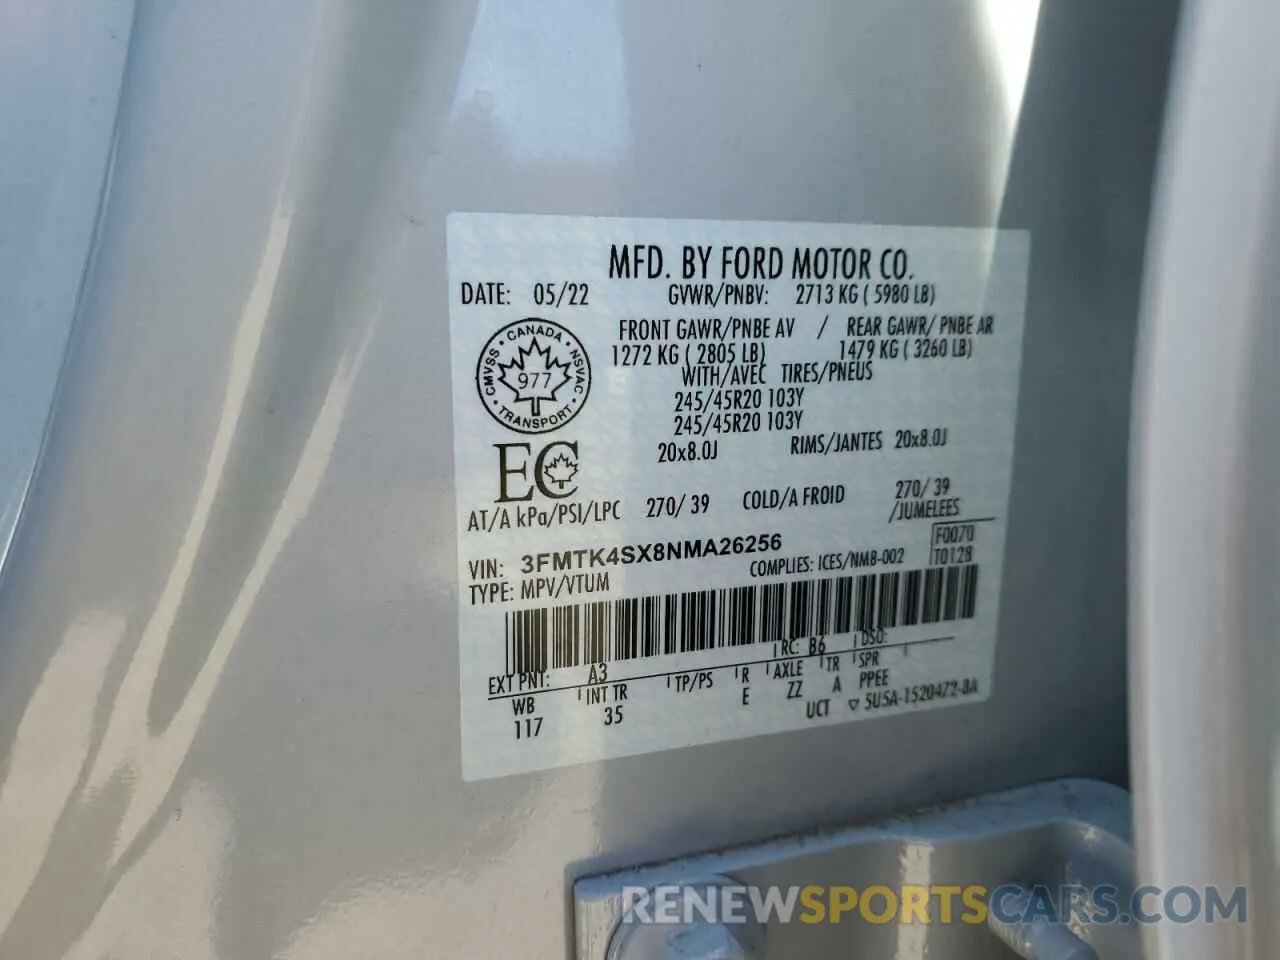 MFD. BY FORD MOTOR CO.
DATE: 05/22 GVWR/PNBV: 2713 KG ( 5980 LB)
FRONT GAWR/PNBE AV / REAR GAWR/ PNBE AR
1272 KG ( 2805 LB) 1479 KG ( 3260 LB)
WITH/AVEC TIRES/PNEUS
245/45R20 103Y
245/45R20 103Y
20x8.0J RIMS/JANTES 20x8.0J
CMVSS • CANADA • NSVAC • TRANSPORT •
977
EC
AT/A kPa/PSI/LPC 270/ 39 COLD/A FROID 270/ 39
/JUMELEES
VIN: 3FMTK4SX8NMA26256 F0070
TYPE: MPV/VTUM COMPLIES: ICES/NMB-002 T0128
EXT PNT: A3 RC: B6 DSO:
WB INT TR TP/PS R AXLE TR SPR
117 35 E ZZ A PPEE
UCT ▽ 5U5A-1520472-BA
RENEWSPORTSCARS.COM